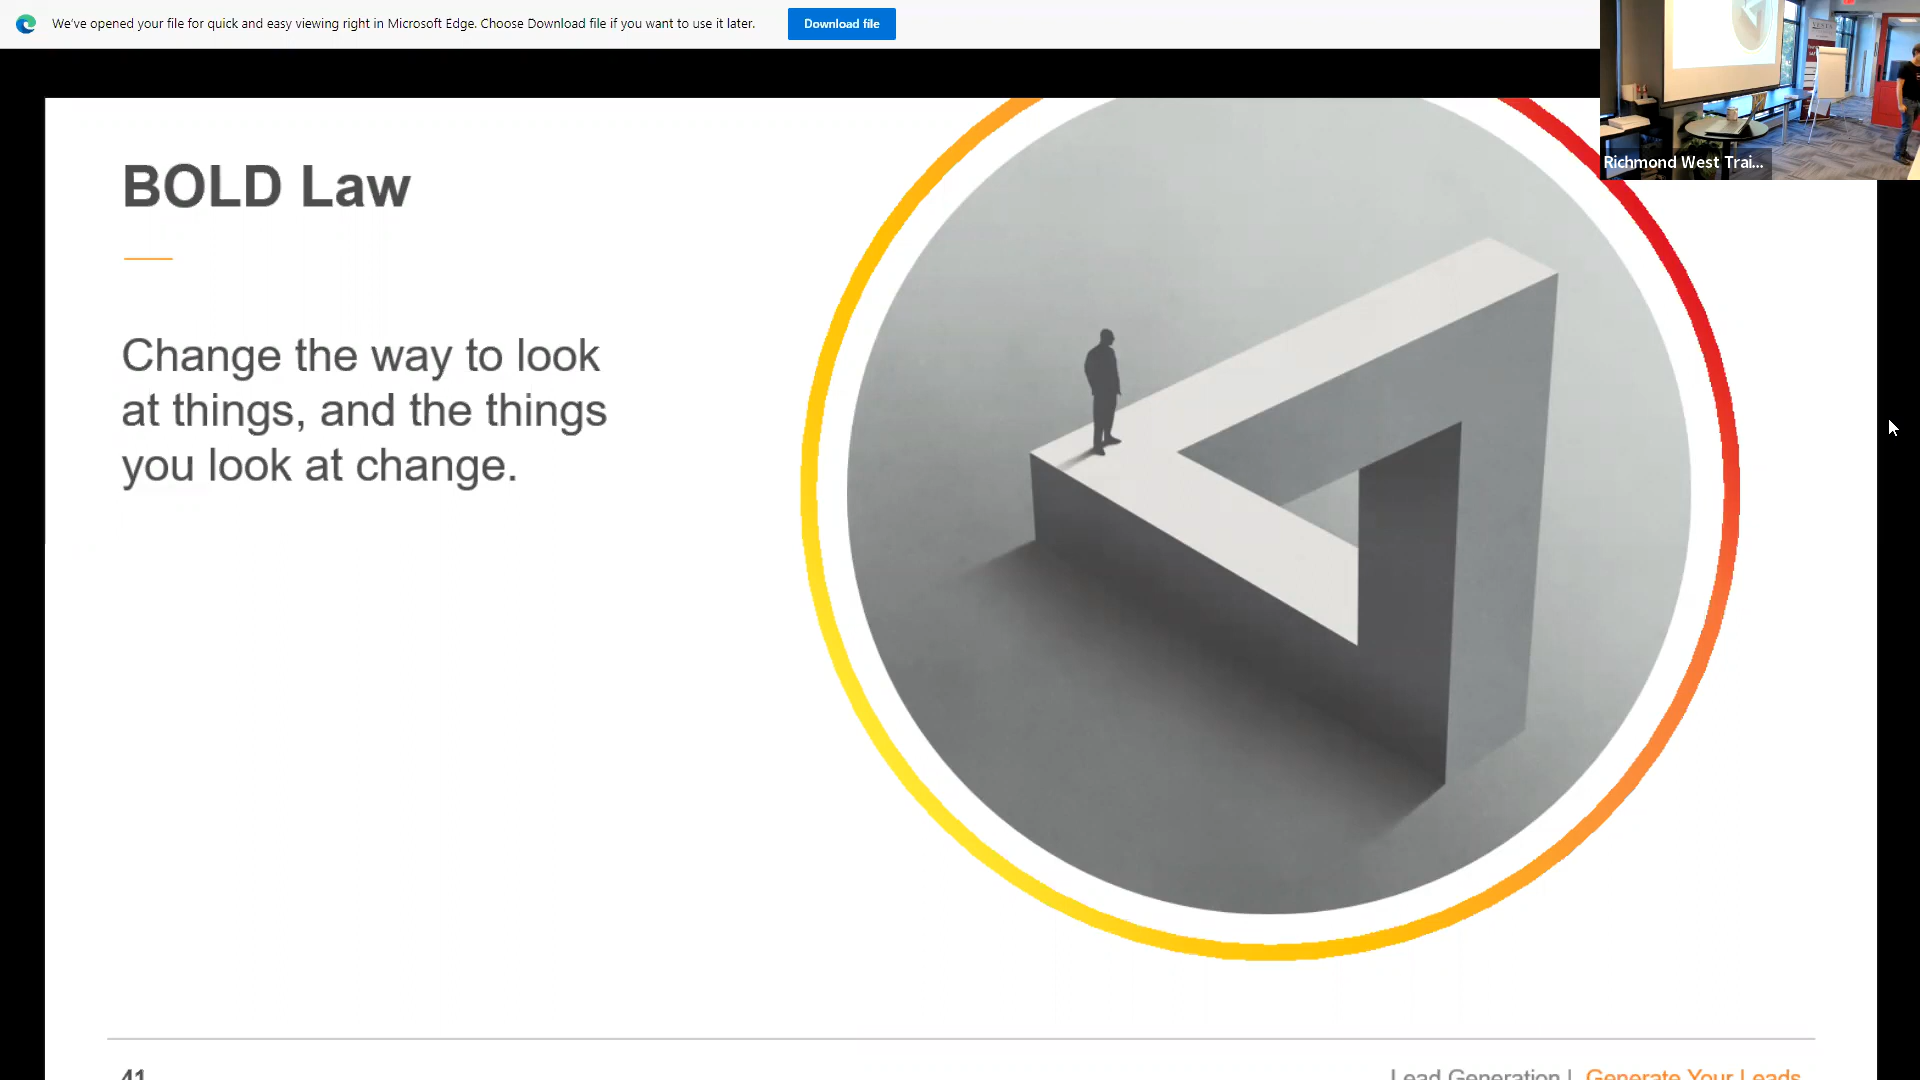 We've opened your file for quick and easy viewing right in Microsoft Edge. Choose Download file if you want to use it later.
Download file
Richmond West Trai...
BOLD Law
Change the way to look
at things, and the things
you look at change.
41
Lead Generation | Generate Your Leads